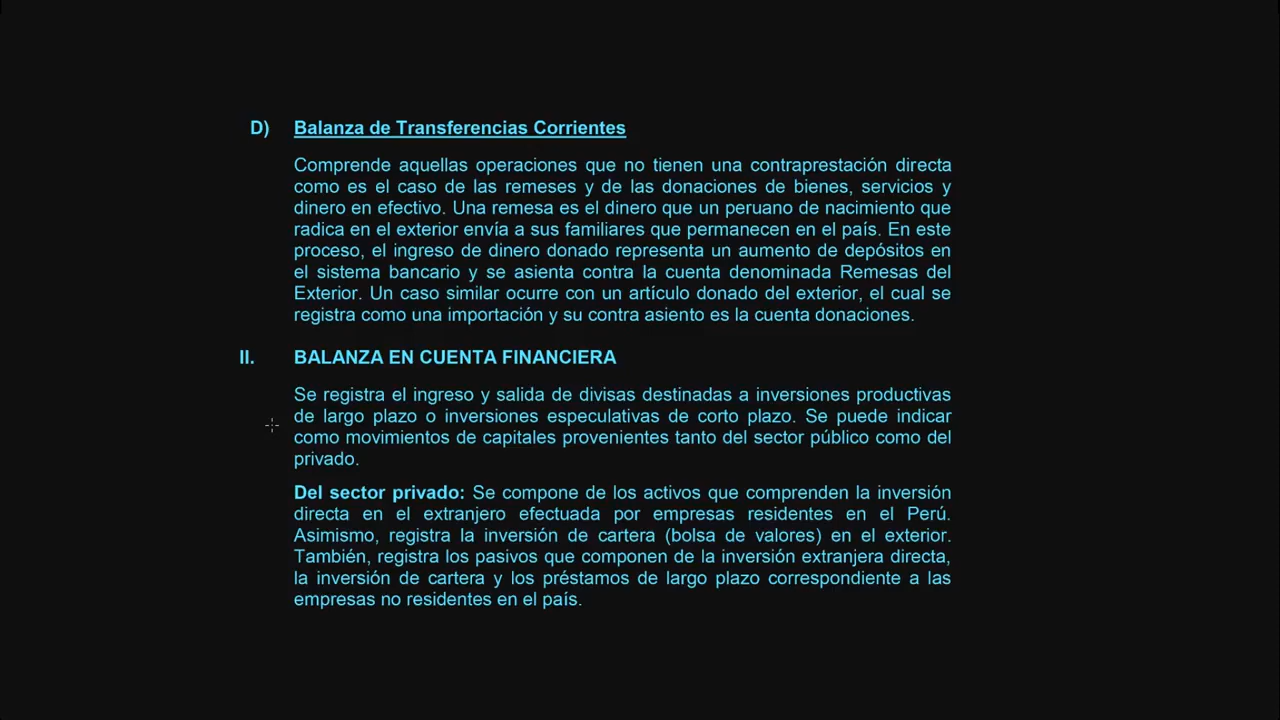 D) Balanza de Transferencias Corrientes
Comprende aquellas operaciones que no tienen una contraprestación directa
como es el caso de las remeses y de las donaciones de bienes, servicios y
dinero en efectivo. Una remesa es el dinero que un peruano de nacimiento que
radica en el exterior envía a sus familiares que permanecen en el país. En este
proceso, el ingreso de dinero donado representa un aumento de depósitos en
el sistema bancario y se asienta contra la cuenta denominada Remesas del
Exterior. Un caso similar ocurre con un artículo donado del exterior, el cual se
registra como una importación y su contra asiento es la cuenta donaciones.
II. BALANZA EN CUENTA FINANCIERA
Se registra el ingreso y salida de divisas destinadas a inversiones productivas
de largo plazo o inversiones especulativas de corto plazo. Se puede indicar
como movimientos de capitales provenientes tanto del sector público como del
privado.
Del sector privado: Se compone de los activos que comprenden la inversión
directa en el extranjero efectuada por empresas residentes en el Perú.
Asimismo, registra la inversión de cartera (bolsa de valores) en el exterior.
También, registra los pasivos que componen de la inversión extranjera directa,
la inversión de cartera y los préstamos de largo plazo correspondiente a las
empresas no residentes en el país.